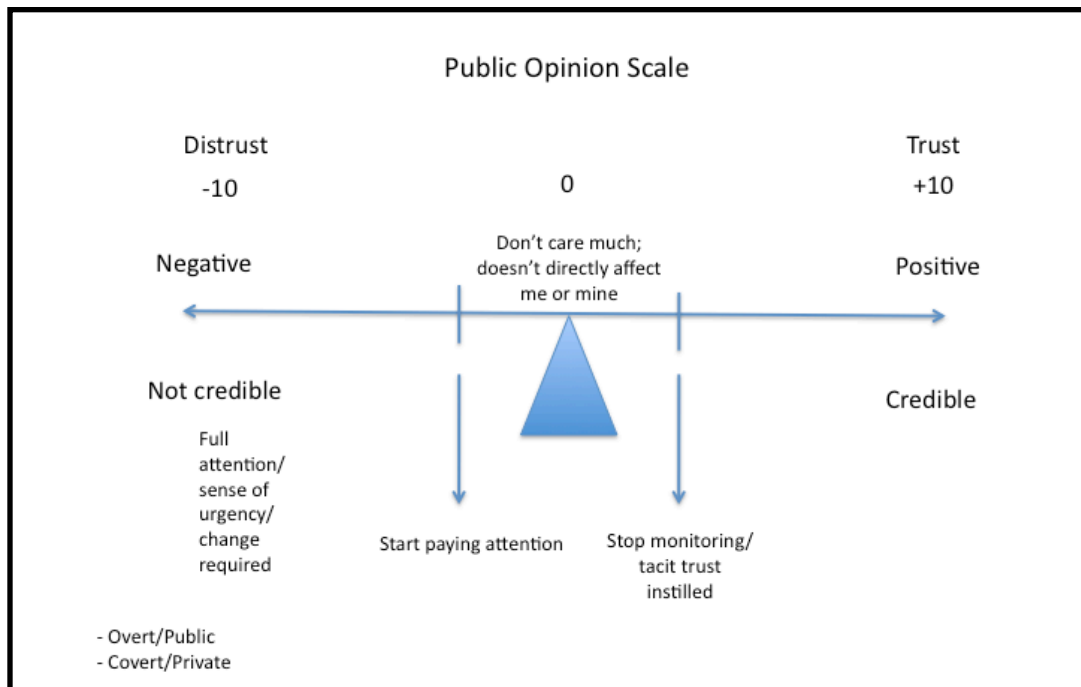 Public Opinion Scale
Distrust
Trust
-10
0
+10
Don’t care much;
doesn’t directly affect
me or mine
Negative
Positive
Not credible
Credible
Full
attention/
sense of
urgency/
change
required
Start paying attention
Stop monitoring/
tacit trust
instilled
- Overt/Public
- Covert/Private